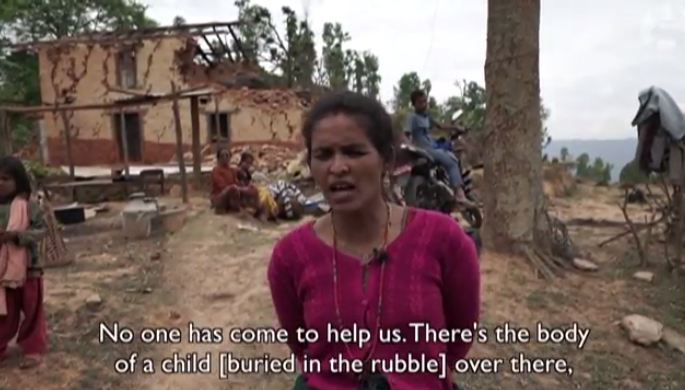 No one has come to help us. There's the body
of a child [buried in the rubble] over there,